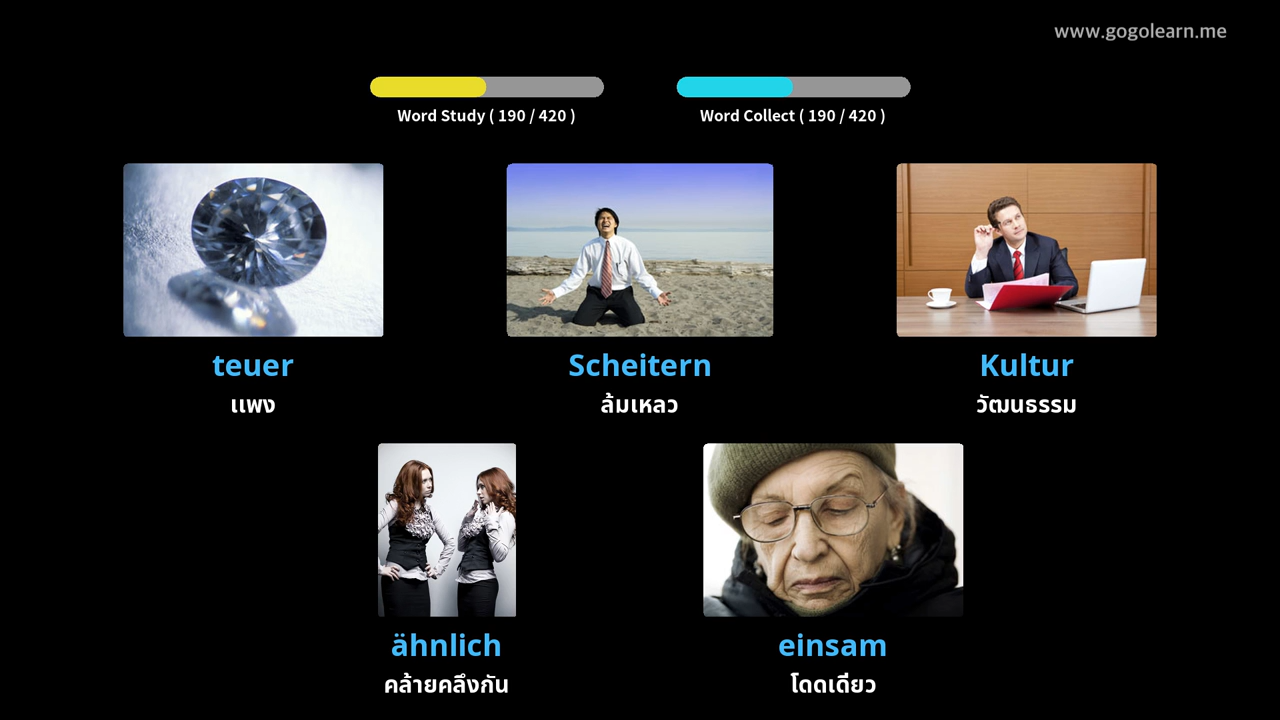 www.gogolearn.me
Word Study ( 190 / 420 )
Word Collect ( 190 / 420 )
teuer
แพง
Scheitern
ล้มเหลว
Kultur
วัฒนธรรม
ähnlich
คล้ายคลึงกัน
einsam
โดดเดี่ยว